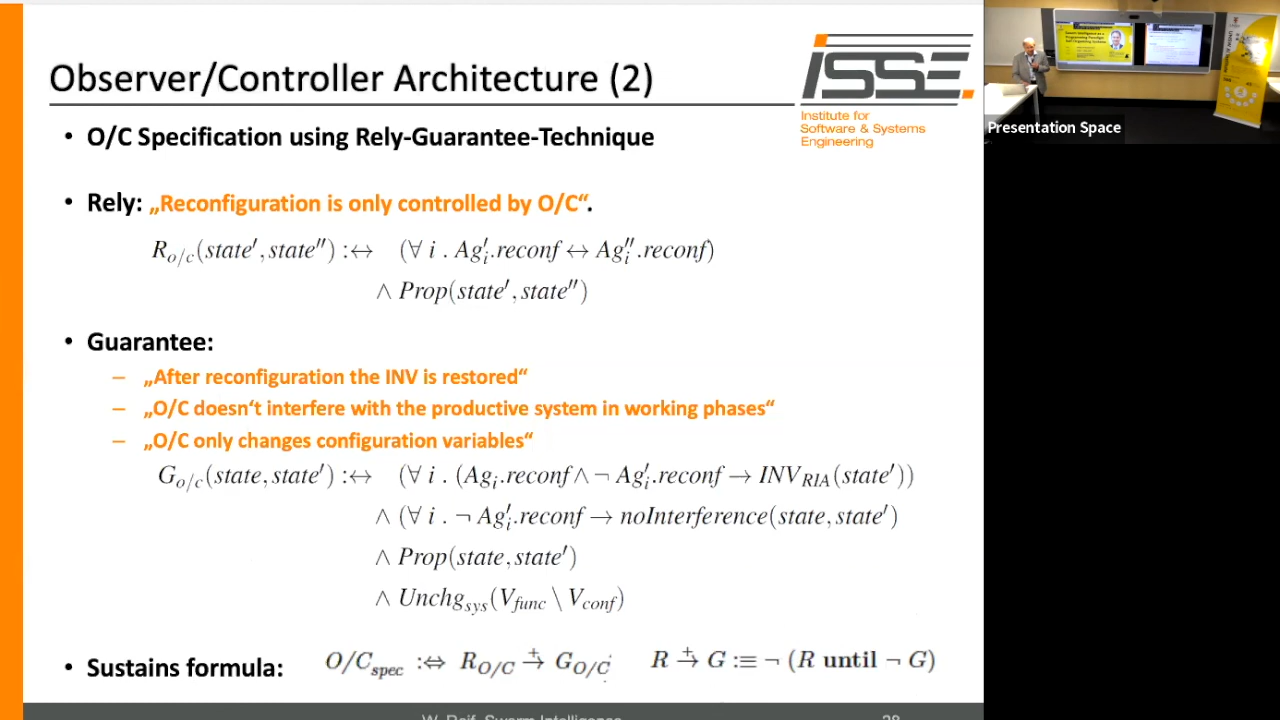 Observer/Controller Architecture (2)
ISSE
Institute for
Software & Systems
Engineering
• O/C Specification using Rely-Guarantee-Technique
• Rely: „Reconfiguration is only controlled by O/C“.
R_{o/c}(state′, state″) :↔ (∀ i . Ag′_i.reconf ↔ Ag″_i.reconf)
∧ Prop(state′, state″)
• Guarantee:
– „After reconfiguration the INV is restored“
– „O/C doesn‘t interfere with the productive system in working phases“
– „O/C only changes configuration variables“
G_{o/c}(state, state′) :↔ (∀ i . (Ag_i.reconf ∧ ¬ Ag′_i.reconf → INV_{RIA}(state′))
∧ (∀ i . ¬ Ag′_i.reconf → noInterference(state, state′)
∧ Prop(state, state′)
∧ Unchg_{sys}(V_{func} \ V_{conf})
• Sustains formula: O/C_{spec} :⇔ R_{O/C} →⁺ G_{O/C} R →⁺ G :≡ ¬ (R until ¬ G)
W. Reif, Swarm Intelligence 28
Presentation Space